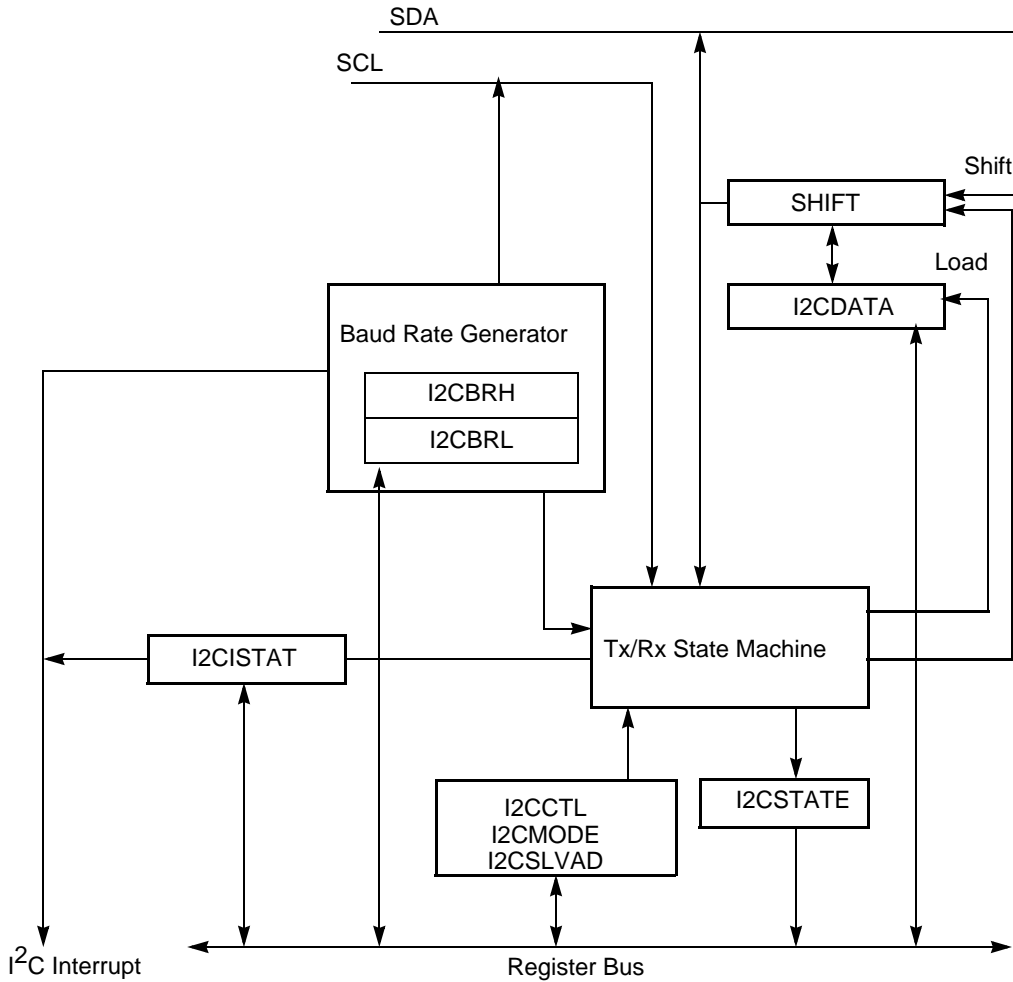 SDA
SCL
Shift
SHIFT
Load
I2CDATA
Baud Rate Generator
I2CBRH
I2CBRL
I2CISTAT
Tx/Rx State Machine
I2CCTL
I2CMODE
I2CSLVAD
I2CSTATE
I²C Interrupt
Register Bus